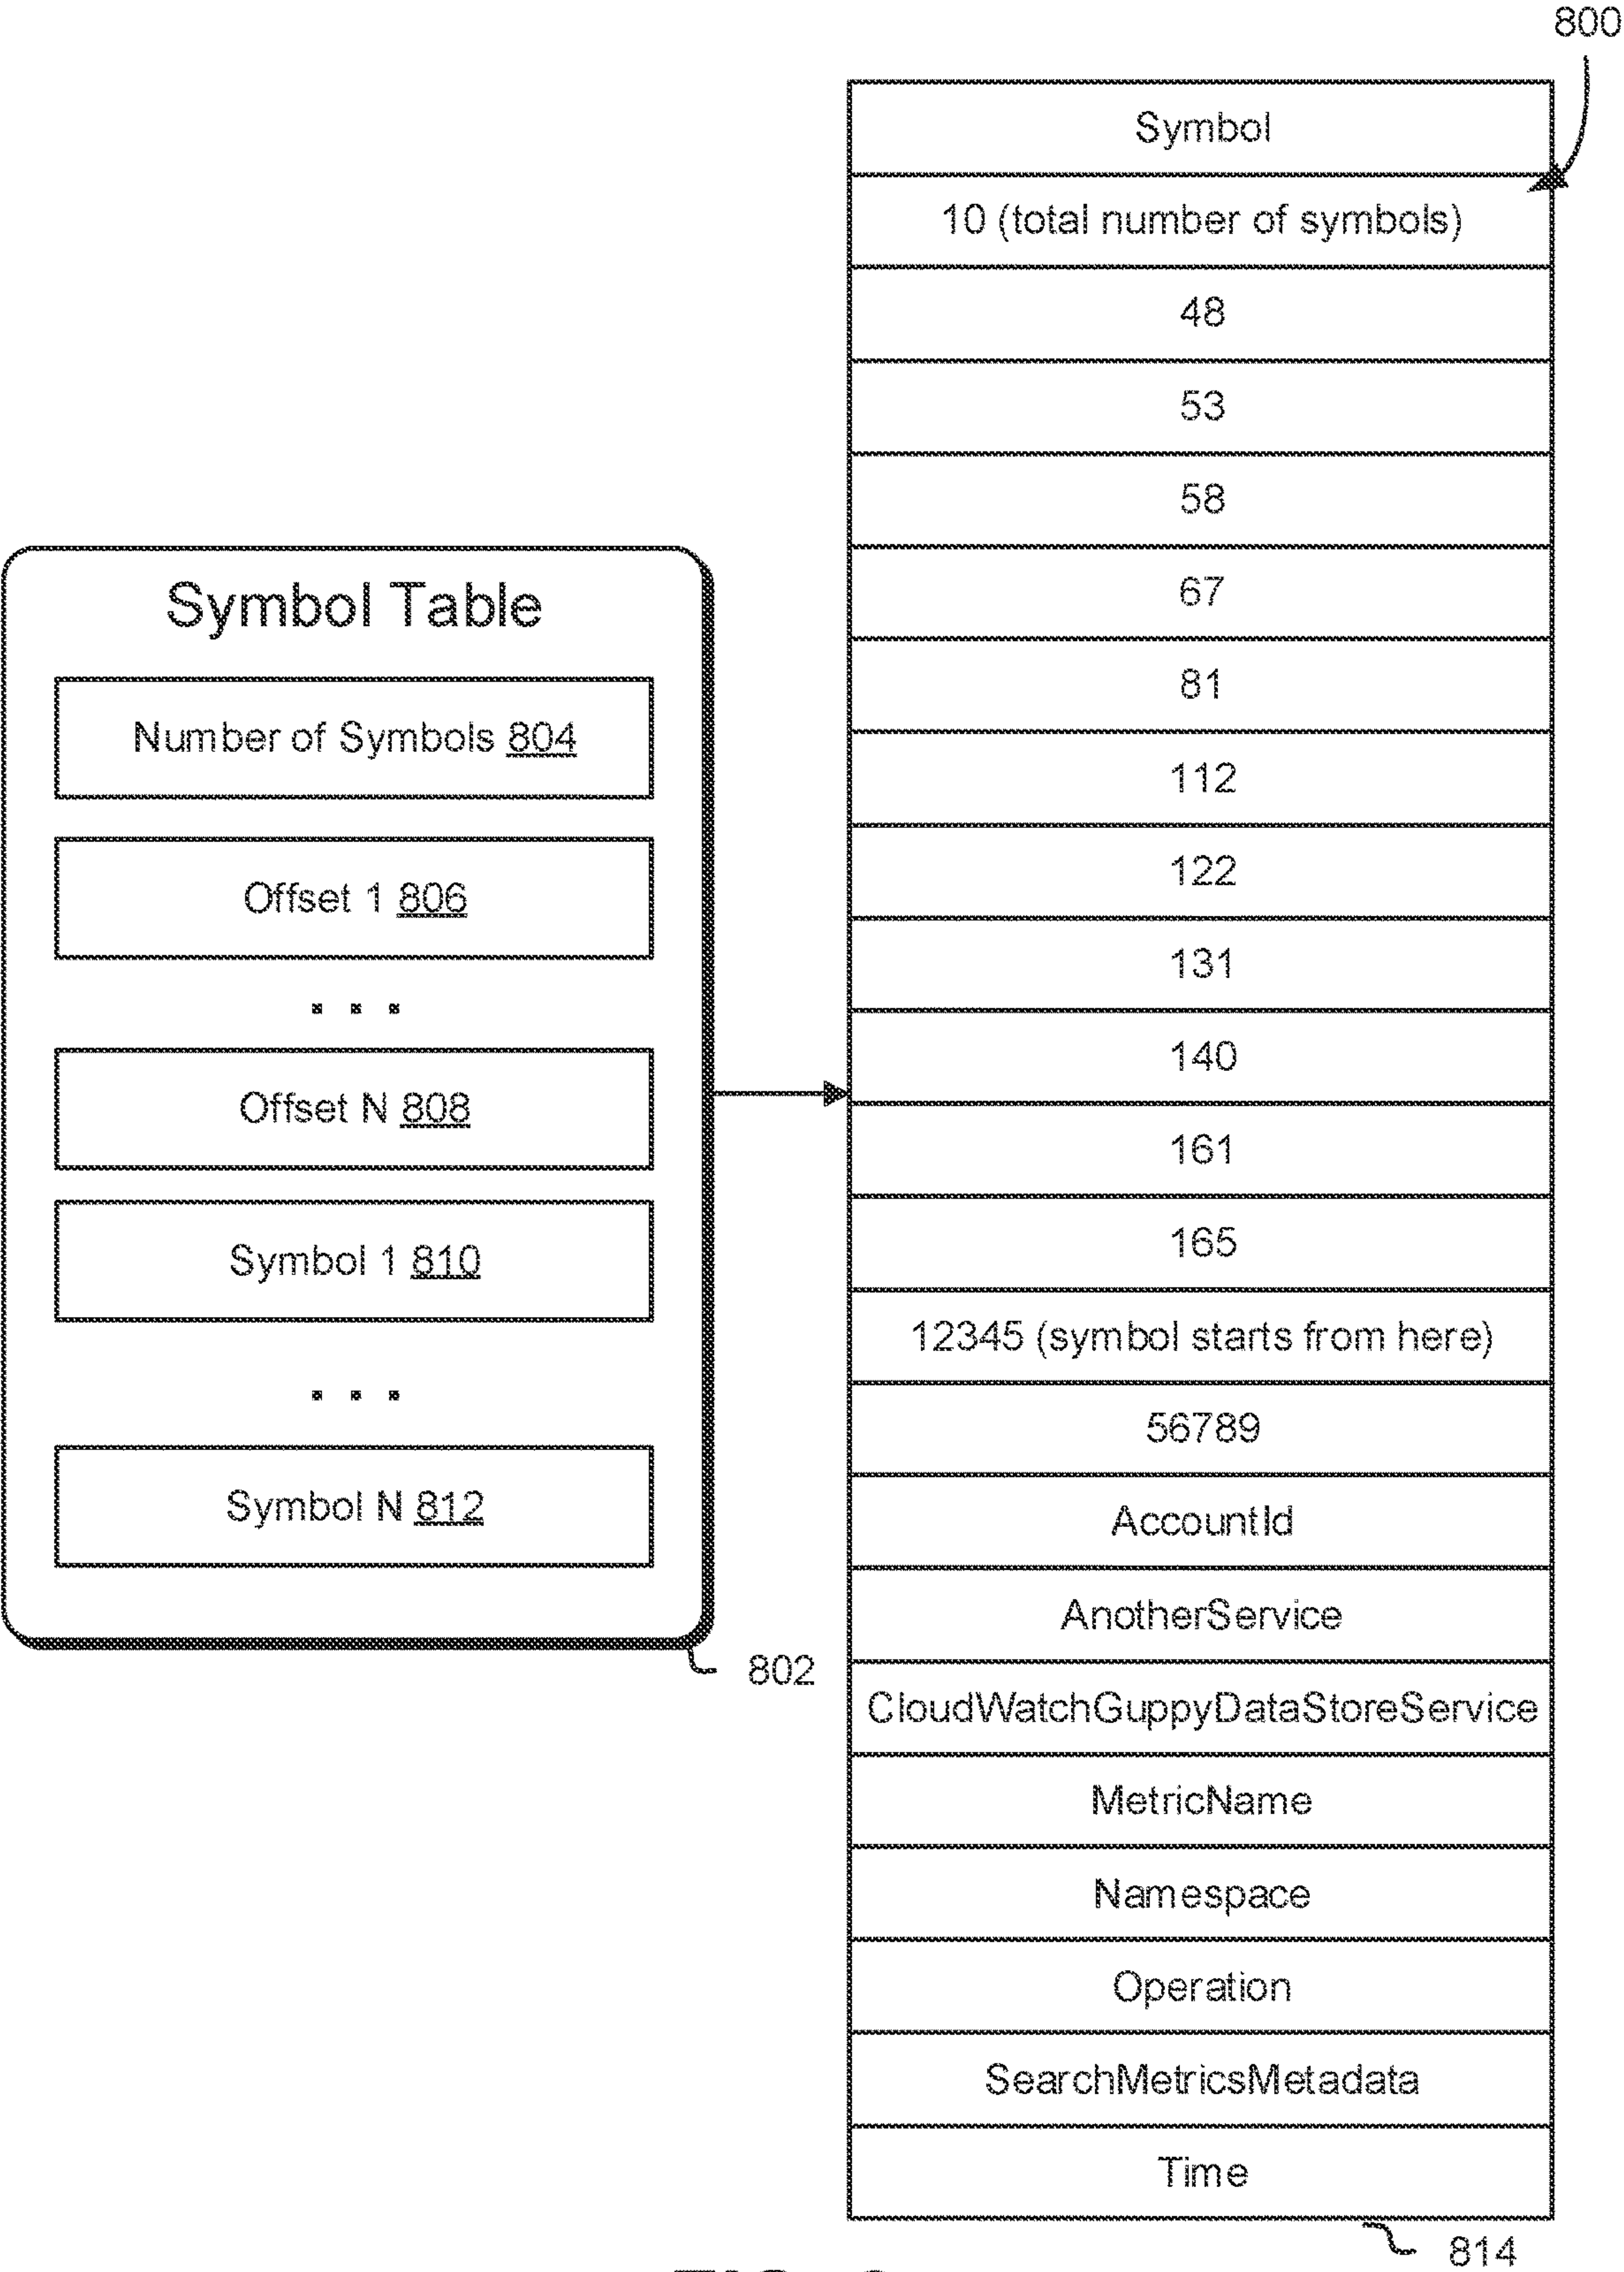 800
Symbol
10 (total number of symbols)
48
53
58
67
81
112
122
131
140
161
165
12345 (symbol starts from here)
56789
AccountId
AnotherService
CloudWatchGuppyDataStoreService
MetricName
Namespace
Operation
SearchMetricsMetadata
Time
814
Symbol Table
Number of Symbols 804
Offset 1 806
. . .
Offset N 808
Symbol 1 810
. . .
Symbol N 812
802